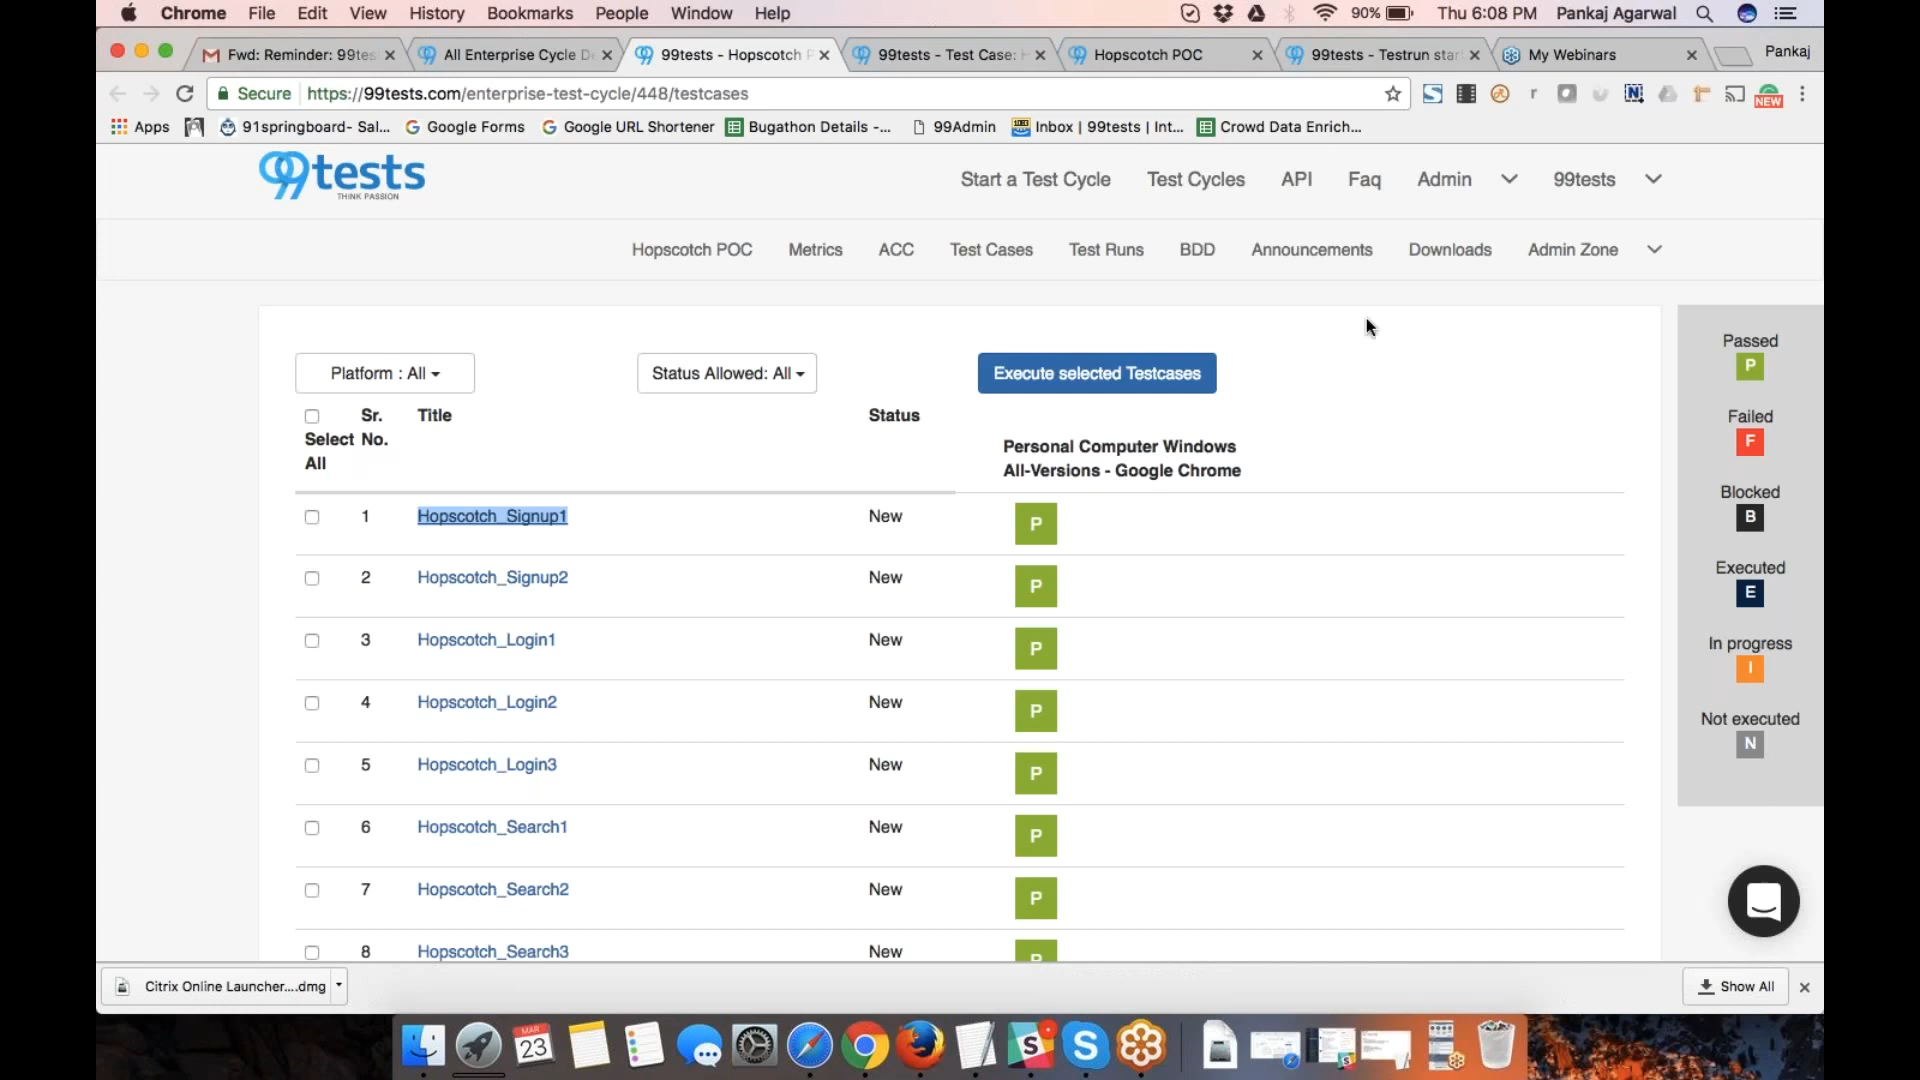 Chrome File Edit View History Bookmarks People Window Help 90% Thu 6:08 PM Pankaj Agarwal
Fwd: Reminder: 99tes All Enterprise Cycle De 99tests - Hopscotch P 99tests - Test Case: H Hopscotch POC 99tests - Testrun star My Webinars Pankaj
Secure https://99tests.com/enterprise-test-cycle/448/testcases NEW
Apps 91springboard- Sal... Google Forms Google URL Shortener Bugathon Details -... 99Admin Inbox | 99tests | Int... Crowd Data Enrich...
99tests
THINK PASSION
Start a Test Cycle Test Cycles API Faq Admin 99tests
Hopscotch POC Metrics ACC Test Cases Test Runs BDD Announcements Downloads Admin Zone
Platform : All Status Allowed: All Execute selected Testcases
Select All Sr. No. Title Status Personal Computer Windows All-Versions - Google Chrome
1 Hopscotch_Signup1 New P
2 Hopscotch_Signup2 New P
3 Hopscotch_Login1 New P
4 Hopscotch_Login2 New P
5 Hopscotch_Login3 New P
6 Hopscotch_Search1 New P
7 Hopscotch_Search2 New P
8 Hopscotch_Search3 New P
Passed
P
Failed
F
Blocked
B
Executed
E
In progress
I
Not executed
N
Citrix Online Launcher....dmg Show All
MAR
23